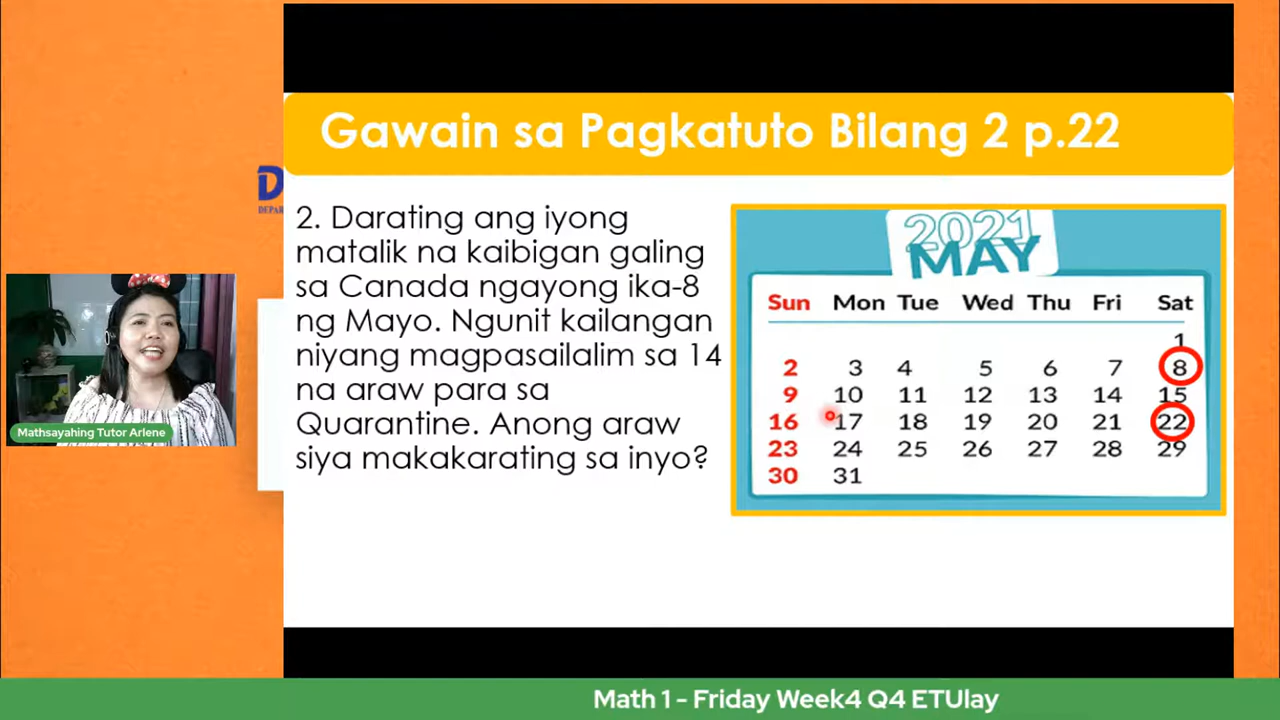 Gawain sa Pagkatuto Bilang 2 p.22
2. Darating ang iyong
matalik na kaibigan galing
sa Canada ngayong ika-8
ng Mayo. Ngunit kailangan
niyang magpasailalim sa 14
na araw para sa
Quarantine. Anong araw
siya makakarating sa inyo?
2021
MAY
Sun Mon Tue Wed Thu Fri Sat
1
2 3 4 5 6 7 8
9 10 11 12 13 14 15
16 17 18 19 20 21 22
23 24 25 26 27 28 29
30 31
Mathsayahing Tutor Arlene
Math 1 - Friday Week4 Q4 ETUlay